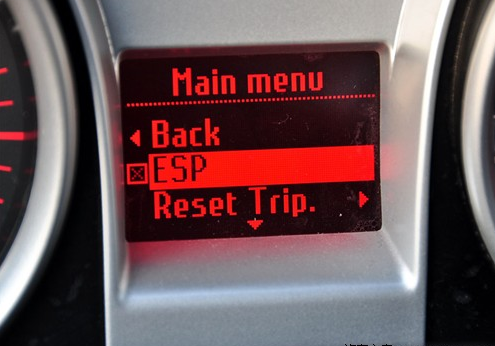 Main menu
Back
ESP
Reset Trip.